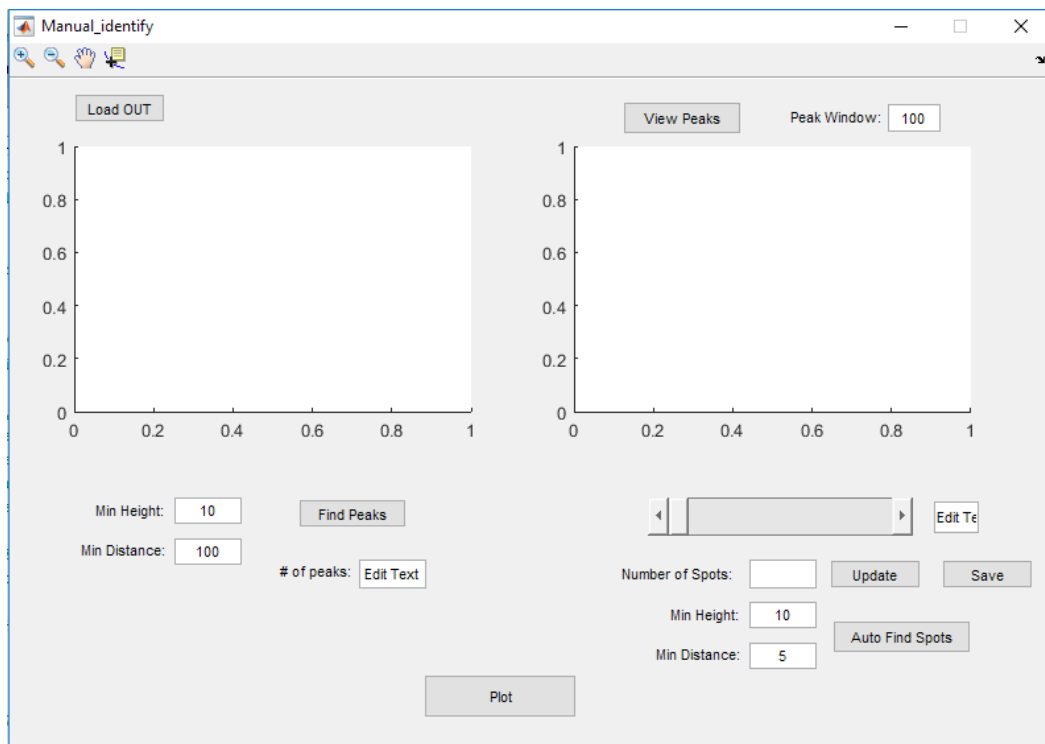 Manual_identify
Load OUT
View Peaks
Peak Window: 100
1
0.8
0.6
0.4
0.2
0
0 0.2 0.4 0.6 0.8 1
1
0.8
0.6
0.4
0.2
0
0 0.2 0.4 0.6 0.8 1
Min Height: 10
Find Peaks
Min Distance: 100
# of peaks: Edit Text
Edit Te
Number of Spots:
Update
Save
Min Height: 10
Auto Find Spots
Min Distance: 5
Plot